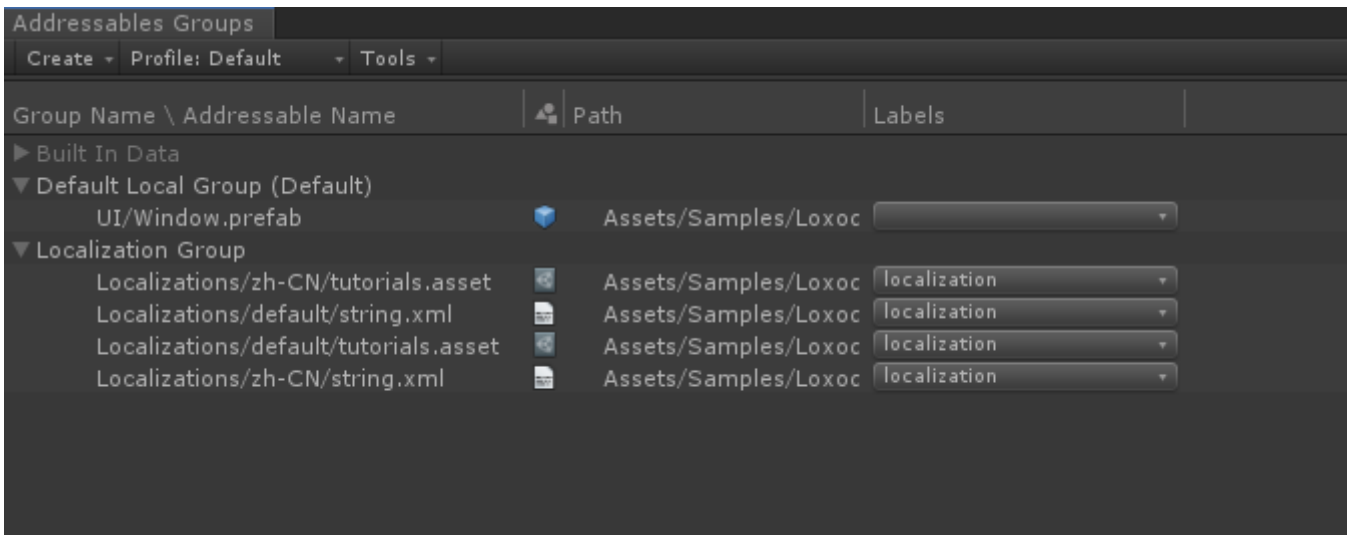 Addressables Groups
Create Profile: Default Tools
Group Name \ Addressable Name Path Labels
Built In Data
Default Local Group (Default)
UI/Window.prefab Assets/Samples/Loxoc
Localization Group
Localizations/zh-CN/tutorials.asset Assets/Samples/Loxoc localization
Localizations/default/string.xml Assets/Samples/Loxoc localization
Localizations/default/tutorials.asset Assets/Samples/Loxoc localization
Localizations/zh-CN/string.xml Assets/Samples/Loxoc localization